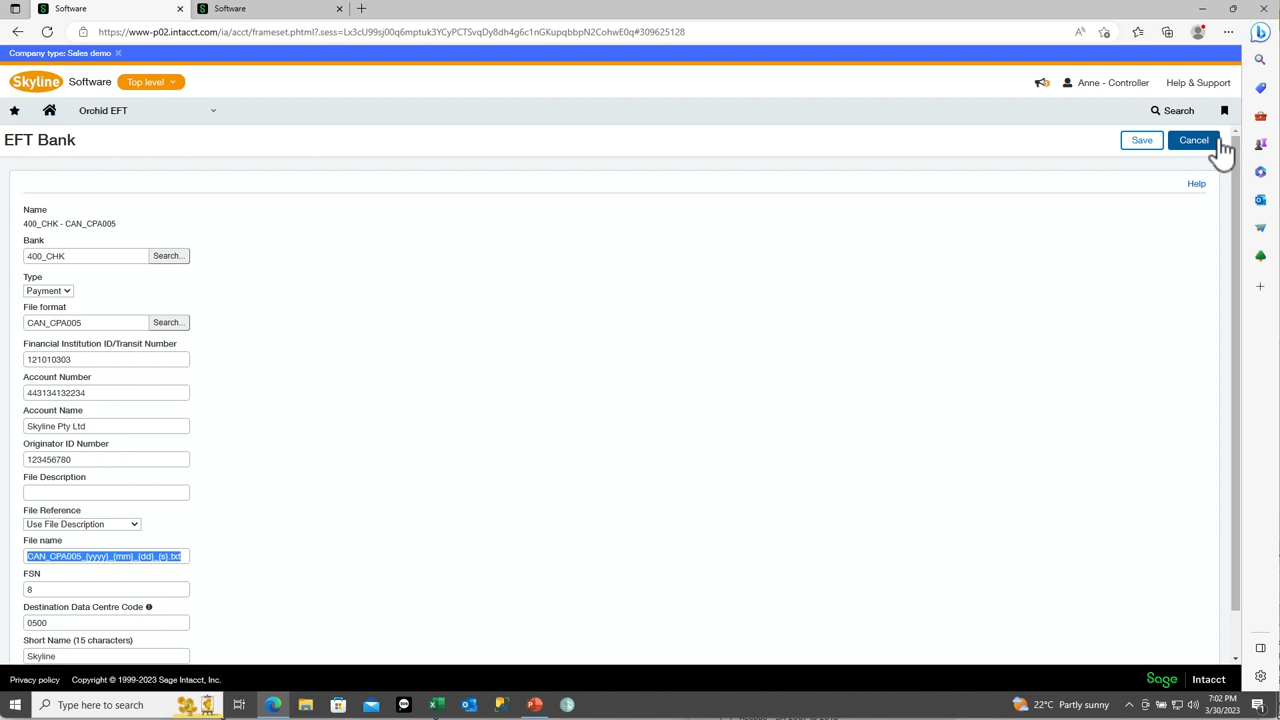 Software
Software
https://www-p02.intacct.com/ia/acct/frameset.phtml?.sess=Lx3cU99sj00q6mptuk3YCyPCTSvqDy8dh4g6c1nGKupqbbpN2CohwE0q#309625128
Company type: Sales demo
Skyline Software Top level
Anne - Controller Help & Support
Orchid EFT
Search
EFT Bank
Save Cancel
Help
Name
400_CHK - CAN_CPA005
Bank
400_CHK Search...
Type
Payment
File format
CAN_CPA005 Search...
Financial Institution ID/Transit Number
121010303
Account Number
443134132234
Account Name
Skyline Pty Ltd
Originator ID Number
123456780
File Description
File Reference
Use File Description
File name
CAN_CPA005_{yyyy}_{mm}_{dd}_{s}.txt
FSN
8
Destination Data Centre Code
0500
Short Name (15 characters)
Skyline
Privacy policy Copyright © 1999-2023 Sage Intacct, Inc.
Sage Intacct
Type here to search
22°C Partly sunny
7:02 PM
3/30/2023